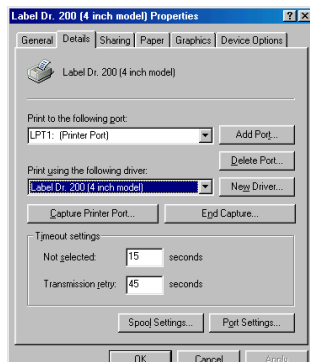 Label Dr. 200 (4 inch model) Properties
General Details Sharing Paper Graphics Device Options
Label Dr. 200 (4 inch model)
Print to the following port:
LPT1: (Printer Port) Add Port...
Delete Port...
Print using the following driver:
Label Dr. 200 (4 inch model) New Driver...
Capture Printer Port... End Capture...
Timeout settings
Not selected: 15 seconds
Transmission retry: 45 seconds
Spool Settings... Port Settings...
OK Cancel Apply